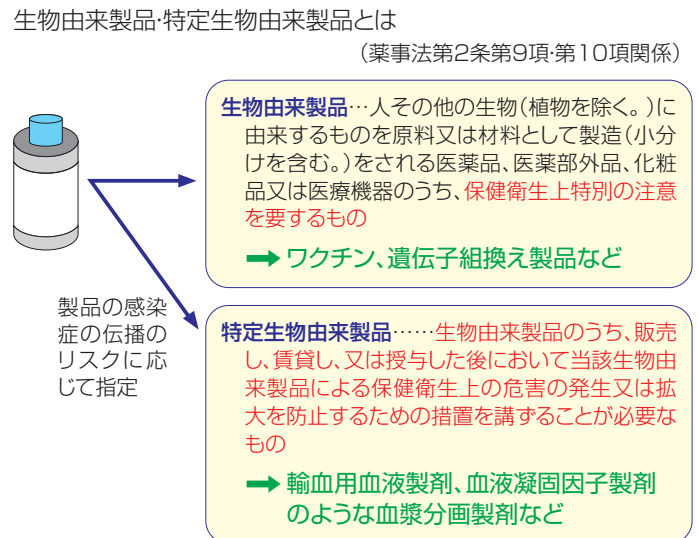 生物由来製品･特定生物由来製品とは
（薬事法第2条第9項･第10項関係）
生物由来製品…人その他の生物（植物を除く。）に
由来するものを原料又は材料として製造（小分
けを含む。）をされる医薬品、医薬部外品、化粧
品又は医療機器のうち、保健衛生上特別の注意
を要するもの
➡ ワクチン、遺伝子組換え製品など
製品の感染
症の伝播の
リスクに応
じて指定
特定生物由来製品……生物由来製品のうち、販売
し、賃貸し、又は授与した後において当該生物由
来製品による保健衛生上の危害の発生又は拡
大を防止するための措置を講ずることが必要な
もの
➡ 輸血用血液製剤、血液凝固因子製剤
のような血漿分画製剤など